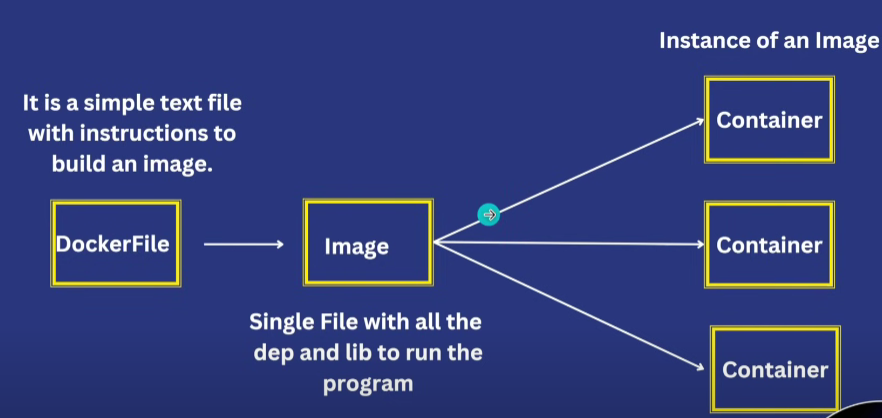 Instance of an Image
It is a simple text file
with instructions to
build an image.
Container
DockerFile
Image
Container
Single File with all the
dep and lib to run the
program
Container